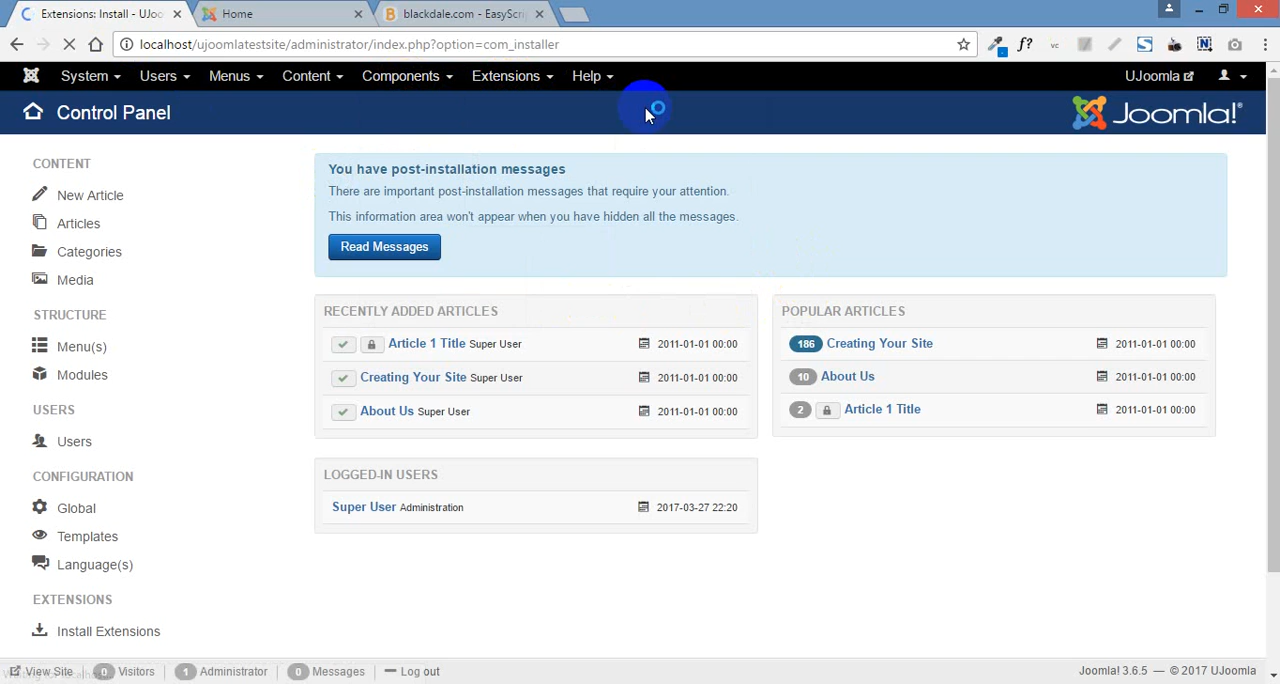 Extensions: Install - UJoo
Home
blackdale.com - EasyScri
localhost/ujoomlatestsite/administrator/index.php?option=com_installer
f?
vc
System Users Menus Content Components Extensions Help UJoomla
Control Panel
Joomla!®
CONTENT
New Article
Articles
Categories
Media
STRUCTURE
Menu(s)
Modules
USERS
Users
CONFIGURATION
Global
Templates
Language(s)
EXTENSIONS
Install Extensions
You have post-installation messages
There are important post-installation messages that require your attention.
This information area won't appear when you have hidden all the messages.
Read Messages
RECENTLY ADDED ARTICLES
Article 1 Title Super User 2011-01-01 00:00
Creating Your Site Super User 2011-01-01 00:00
About Us Super User 2011-01-01 00:00
POPULAR ARTICLES
186 Creating Your Site 2011-01-01 00:00
10 About Us 2011-01-01 00:00
2 Article 1 Title 2011-01-01 00:00
LOGGED-IN USERS
Super User Administration 2017-03-27 22:20
View Site 0 Visitors 1 Administrator 0 Messages Log out Joomla! 3.6.5 — © 2017 UJoomla